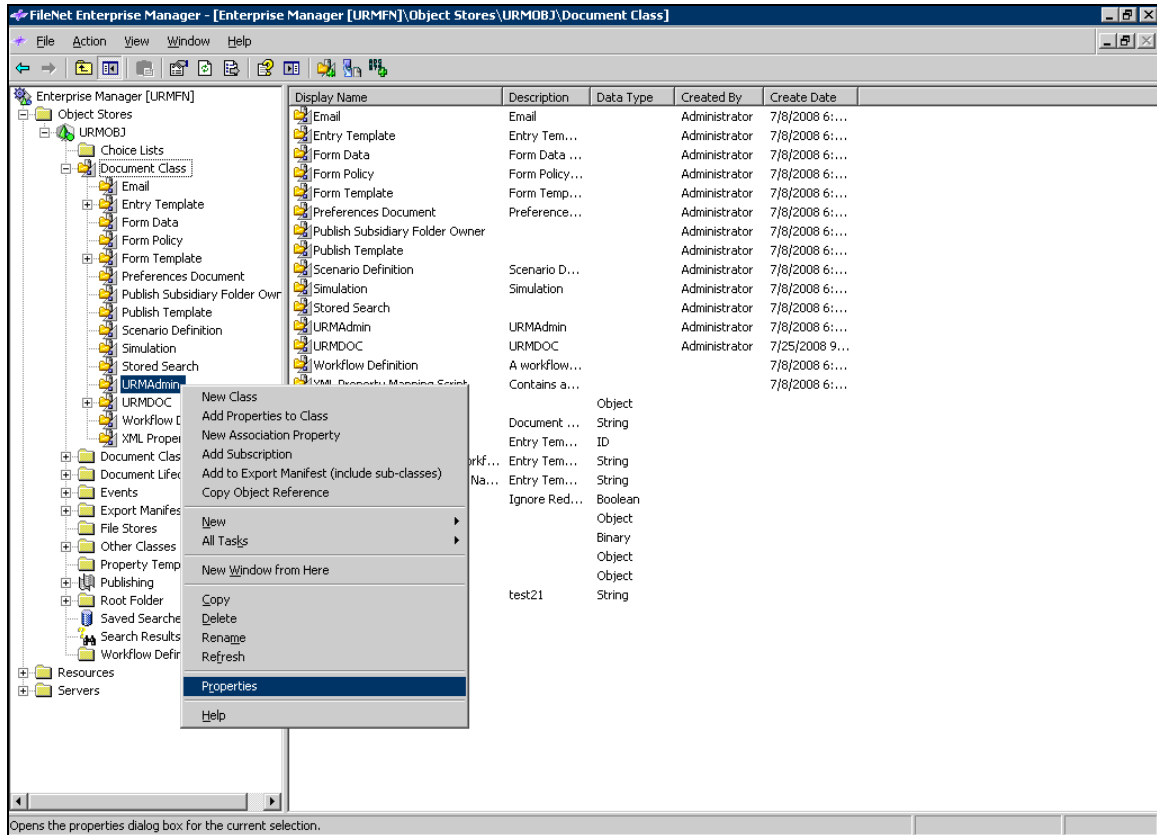 FileNet Enterprise Manager - [Enterprise Manager [URMFN]\Object Stores\URMOBJ\Document Class]
File Action View Window Help
Enterprise Manager [URMFN]
Object Stores
URMOBJ
Choice Lists
Document Class
Email
Entry Template
Form Data
Form Policy
Form Template
Preferences Document
Publish Subsidiary Folder Owr
Publish Template
Scenario Definition
Simulation
Stored Search
URMAdmin
URMDOC
Workflow D
XML Proper
Document Clas
Document Lifec
Events
Export Manifes
File Stores
Other Classes
Property Temp
Publishing
Root Folder
Saved Searche
Search Results
Workflow Defir
Resources
Servers
Display Name Description Data Type Created By Create Date
Email Email Administrator 7/8/2008 6:...
Entry Template Entry Tem... Administrator 7/8/2008 6:...
Form Data Form Data ... Administrator 7/8/2008 6:...
Form Policy Form Policy... Administrator 7/8/2008 6:...
Form Template Form Temp... Administrator 7/8/2008 6:...
Preferences Document Preference... Administrator 7/8/2008 6:...
Publish Subsidiary Folder Owner Administrator 7/8/2008 6:...
Publish Template Administrator 7/8/2008 6:...
Scenario Definition Scenario D... Administrator 7/8/2008 6:...
Simulation Simulation Administrator 7/8/2008 6:...
Stored Search Administrator 7/8/2008 6:...
URMAdmin URMAdmin Administrator 7/8/2008 6:...
URMDOC URMDOC Administrator 7/25/2008 9...
Workflow Definition A workflow... 7/8/2008 6:...
XML Property Mapping Script Contains a... 7/8/2008 6:...
Object
Document ... String
Entry Tem... ID
orkf... Entry Tem... String
Na... Entry Tem... String
Ignore Red... Boolean
Object
Binary
Object
Object
test21 String
New Class
Add Properties to Class
New Association Property
Add Subscription
Add to Export Manifest (include sub-classes)
Copy Object Reference
New
All Tasks
New Window from Here
Copy
Delete
Rename
Refresh
Properties
Help
Opens the properties dialog box for the current selection.